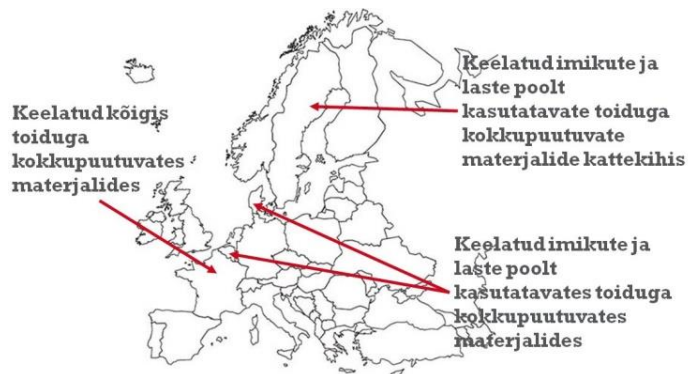 Keelatud kõigis
toiduga
kokkupuutuvates
materjalides
Keelatud imikute ja
laste poolt
kasutatavate toiduga
kokkupuutuvate
materjalide kattekihis
Keelatud imikute ja
laste poolt
kasutatavates toiduga
kokkupuutuvates
materjalides